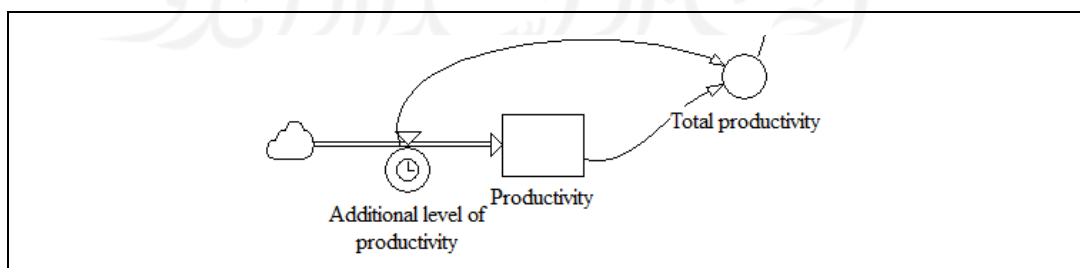 Total productivity
Productivity
Additional level of
productivity